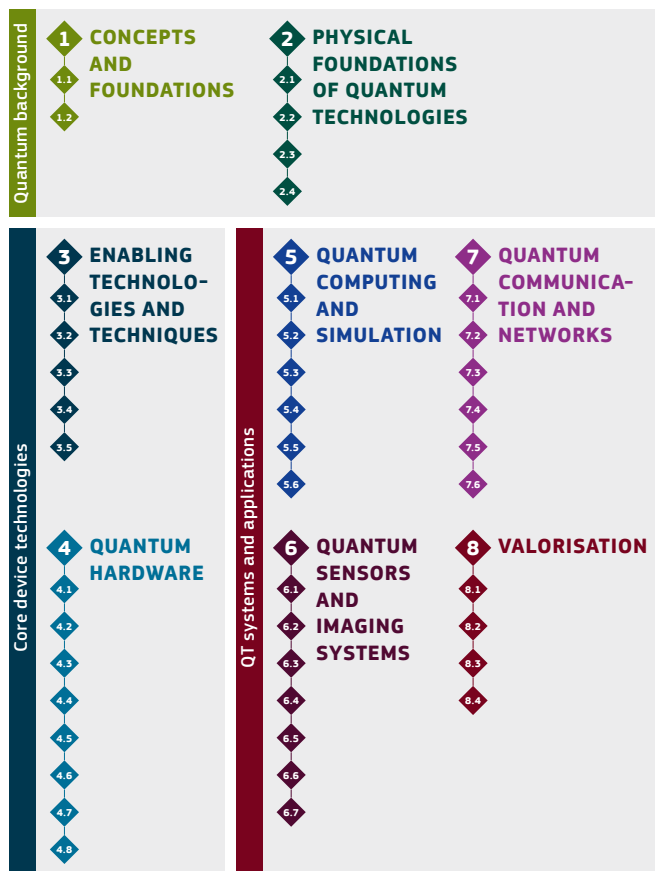 Quantum background
1 CONCEPTS
AND
FOUNDATIONS
1.1
1.2
2 PHYSICAL
FOUNDATIONS
OF QUANTUM
TECHNOLOGIES
2.1
2.2
2.3
2.4
Core device technologies
3 ENABLING
TECHNOLO-
GIES AND
TECHNIQUES
3.1
3.2
3.3
3.4
3.5
4 QUANTUM
HARDWARE
4.1
4.2
4.3
4.4
4.5
4.6
4.7
4.8
QT systems and applications
5 QUANTUM
COMPUTING
AND
SIMULATION
5.1
5.2
5.3
5.4
5.5
5.6
6 QUANTUM
SENSORS
AND
IMAGING
SYSTEMS
6.1
6.2
6.3
6.4
6.5
6.6
6.7
7 QUANTUM
COMMUNICA-
TION AND
NETWORKS
7.1
7.2
7.3
7.4
7.5
7.6
8 VALORISATION
8.1
8.2
8.3
8.4